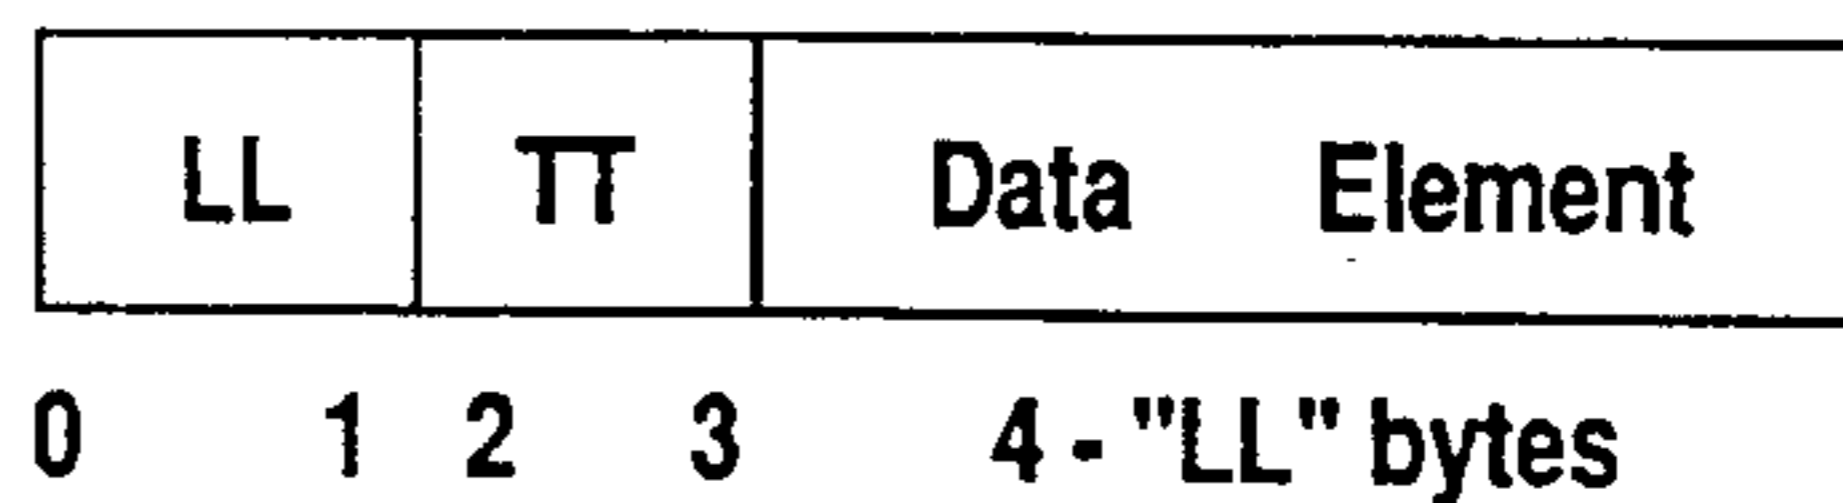 LL TT Data Element
0 1 2 3 4 - "LL" bytes